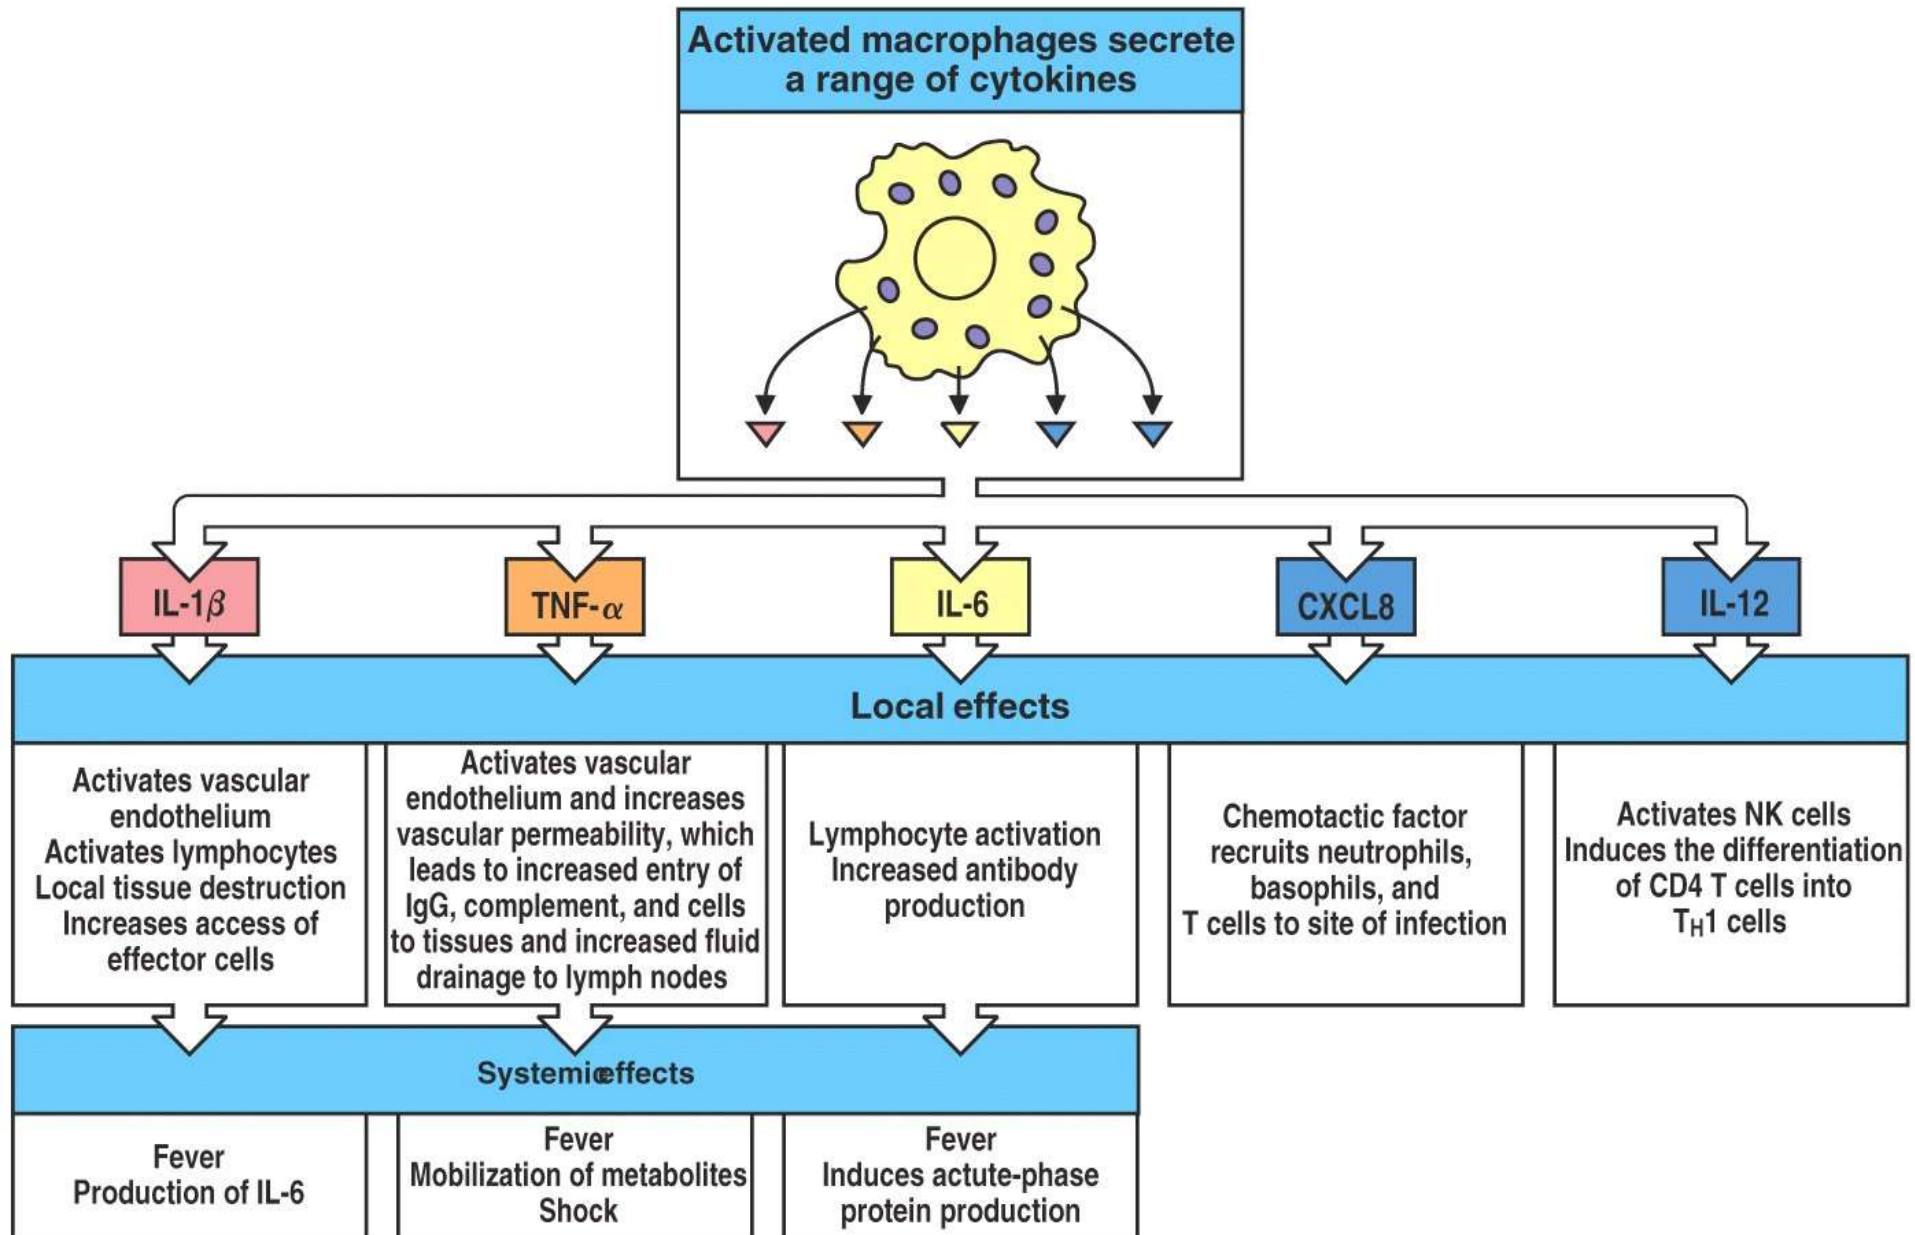 Activated macrophages secrete
a range of cytokines
IL-1β
TNF-α
IL-6
CXCL8
IL-12
Local effects
Activates vascular
endothelium
Activates lymphocytes
Local tissue destruction
Increases access of
effector cells
Activates vascular
endothelium and increases
vascular permeability, which
leads to increased entry of
IgG, complement, and cells
to tissues and increased fluid
drainage to lymph nodes
Lymphocyte activation
Increased antibody
production
Chemotactic factor
recruits neutrophils,
basophils, and
T cells to site of infection
Activates NK cells
Induces the differentiation
of CD4 T cells into
TH1 cells
Systemic effects
Fever
Production of IL-6
Fever
Mobilization of metabolites
Shock
Fever
Induces actute-phase
protein production